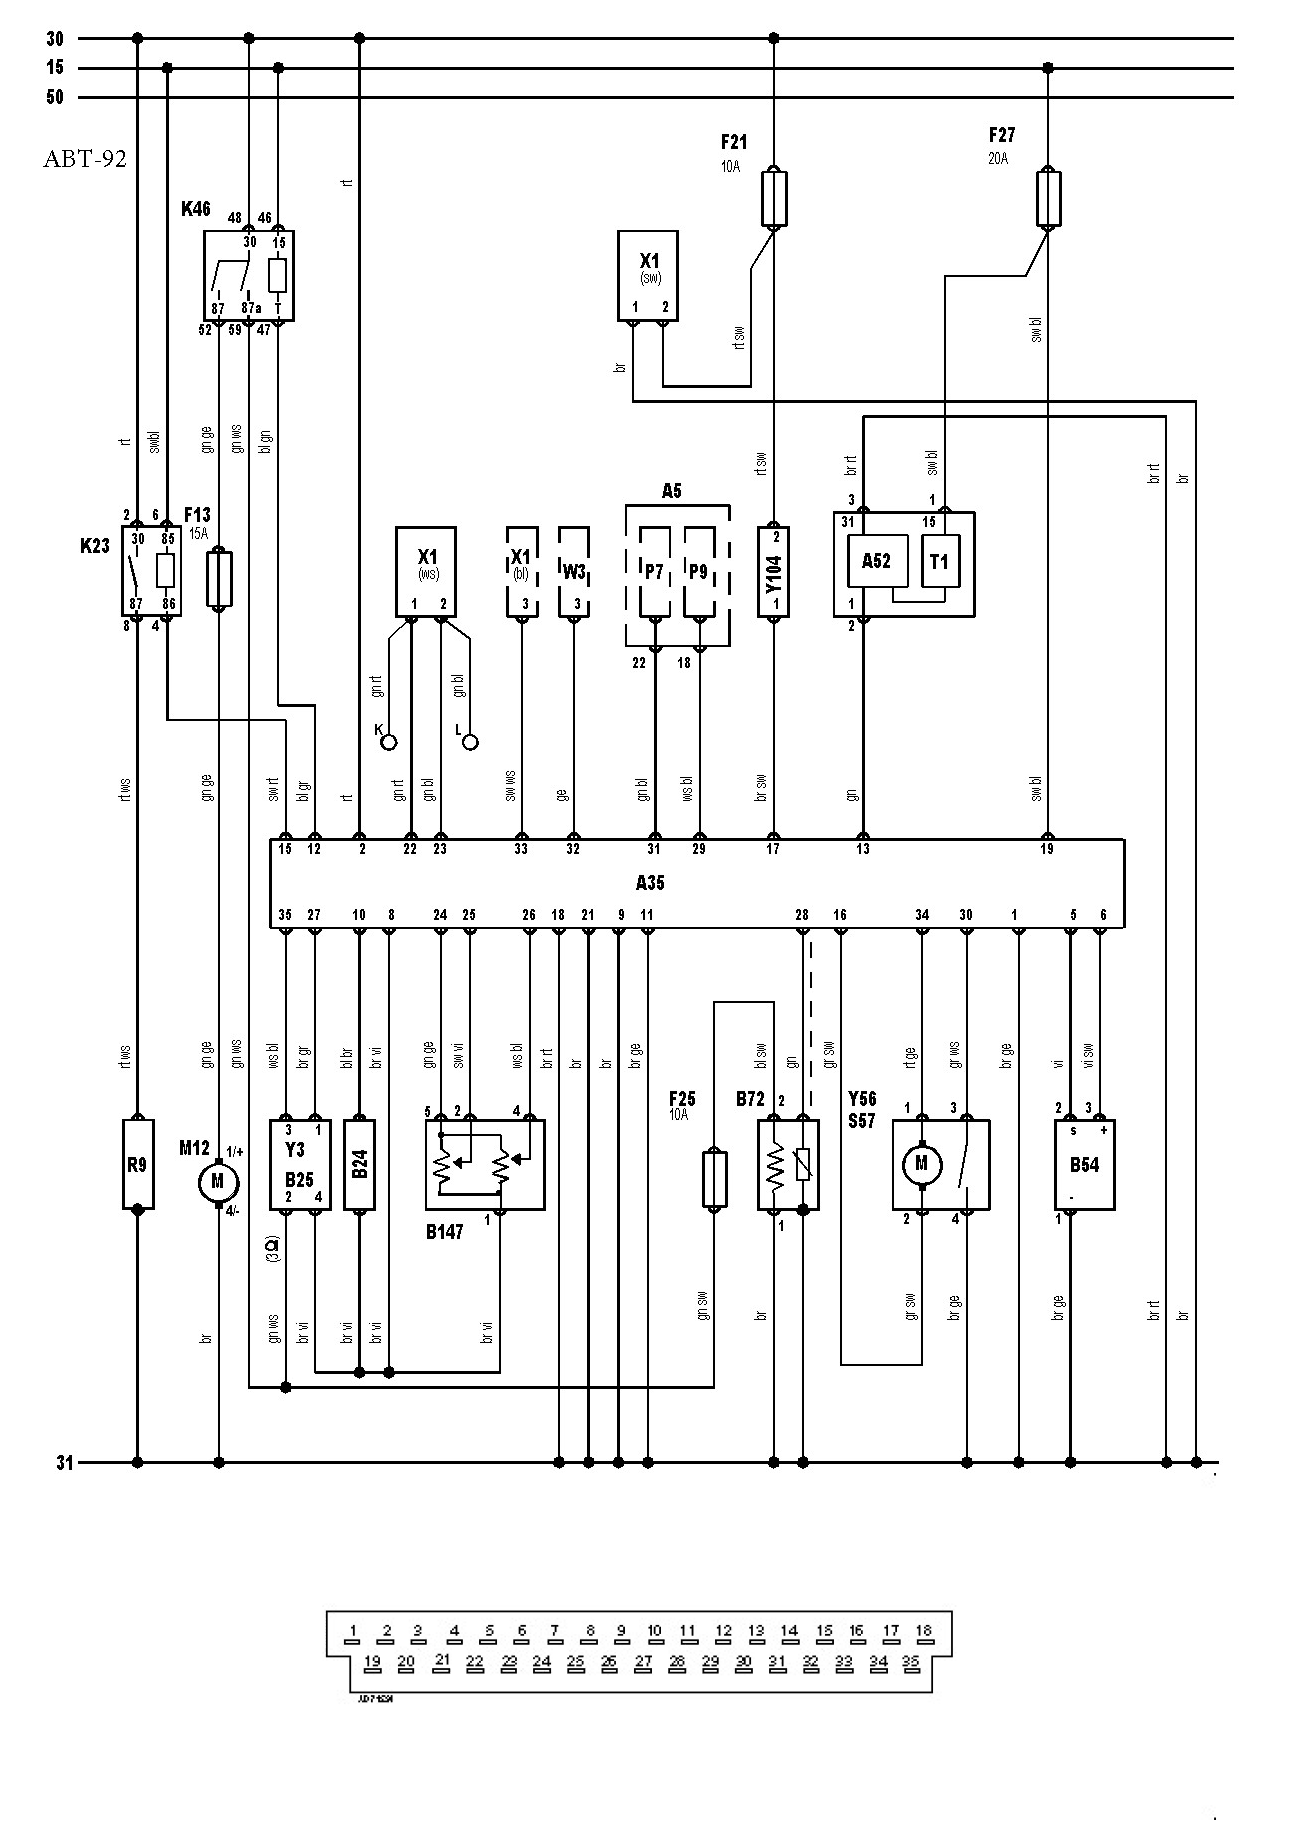 30
15
50
ABT-92
F21
10A
F27
20A
rt
K46
48 46
30 15
87 87a T
52 59 47
X1
(sw)
1 2
rt sw
sw bl
br
rt
swbl
gn ge
gn ws
bl gn
rt sw
br rt
sw bl
br rt
br
K23
2 6
30 85
87 86
8 4
F13
15A
X1
(ws)
1 2
X1
(bl)
3
W3
3
A5
P7
P9
22 18
2
Y104
1
3 1
31 15
A52
T1
1
2
gn rt
gn bl
K
L
rt ws
gn ge
sw rt
bl gr
rt
gn rt
gn bl
sw ws
ge
gn bl
ws bl
br sw
gn
sw bl
15 12 2 22 23 33 32 31 29 17 13 19
A35
35 27 10 8 24 25 26 18 21 9 11 28 16 34 30 1 5 6
rt ws
gn ge
gn ws
ws bl
br gr
bl br
br vi
gn ge
sw vi
ws bl
br rt
br
br
br ge
bl sw
gn
gr sw
rt ge
gr ws
br ge
vi
vi sw
R9
M12
1/+
M
4/-
3 1
Y3
B25
2 4
(3Ω)
B24
5 2 4
1
B147
F25
10A
B72
2
1
Y56
S57
1 3
M
2 4
2 3
s +
B54
-
1
br
gn ws
br vi
br vi
br vi
br vi
gn sw
br
gr sw
br ge
br ge
br rt
br
31
1 2 3 4 5 6 7 8 9 10 11 12 13 14 15 16 17 18
19 20 21 22 23 24 25 26 27 28 29 30 31 32 33 34 35